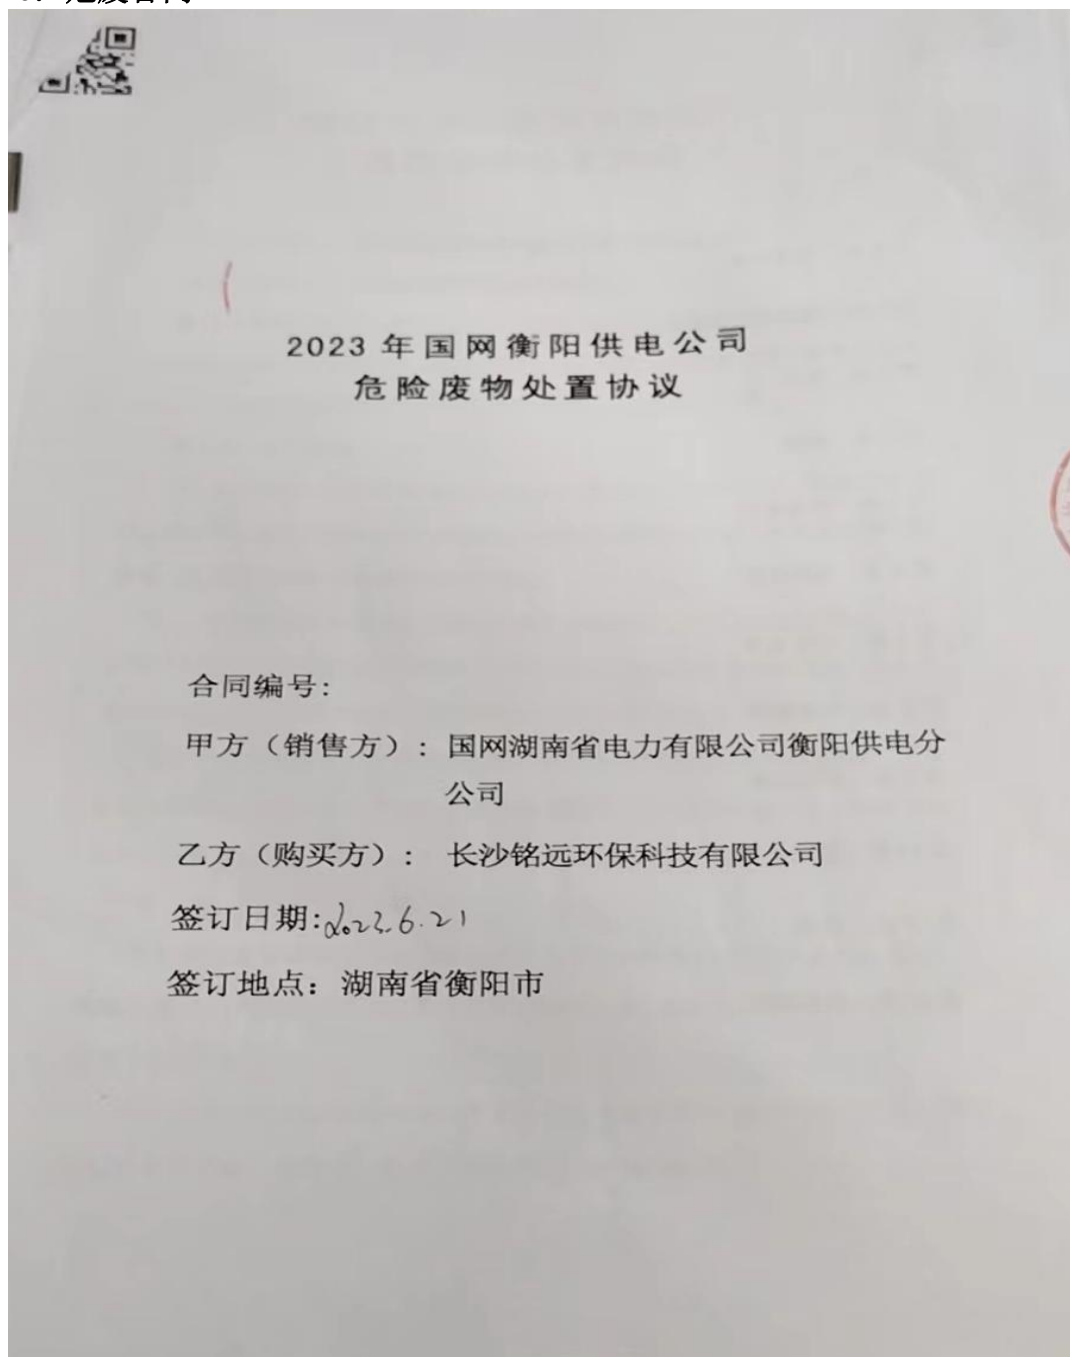 2023年国网衡阳供电公司
危险废物处置协议
合同编号:
甲方（销售方）: 国网湖南省电力有限公司衡阳供电分
公司
乙方（购买方）: 长沙铭远环保科技有限公司
签订日期:2023.6.21
签订地点：湖南省衡阳市